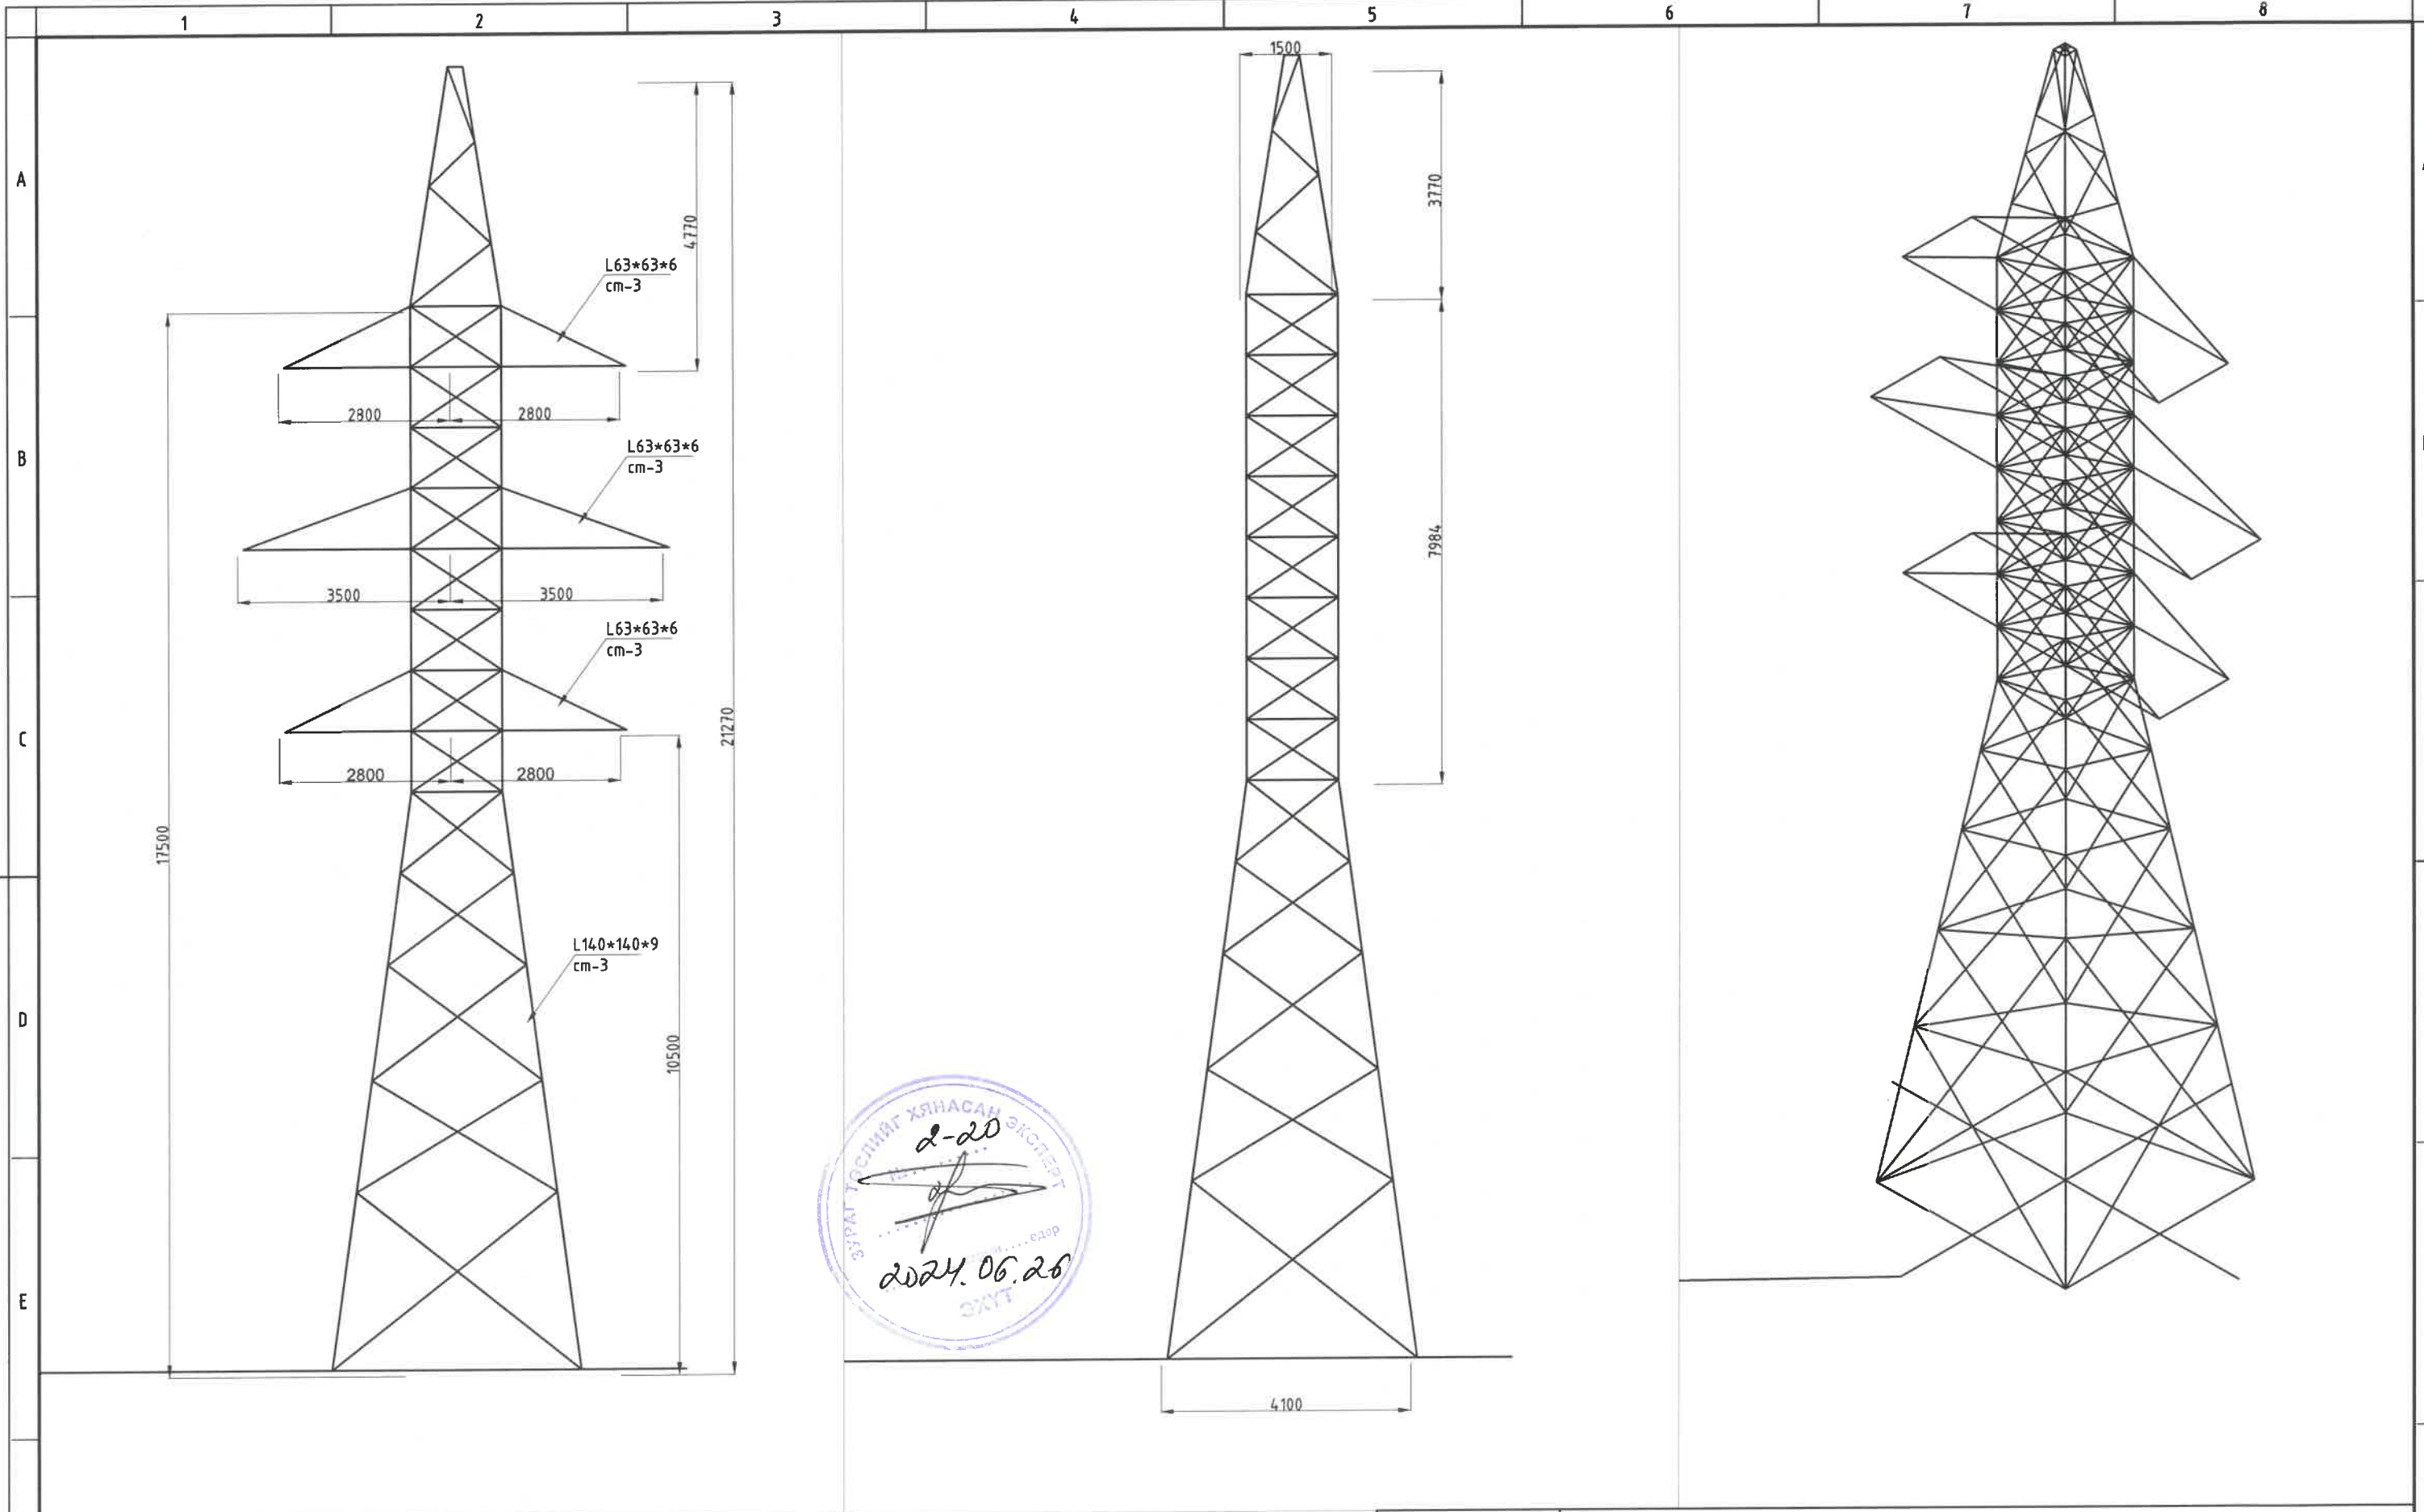 1 2 3 4 5 6 7 8
A
B
C
D
E
4770
L63*63*6
cm-3
2800 2800
L63*63*6
cm-3
3500 3500
L63*63*6
cm-3
2800 2800
17500
21270
L140*140*9
cm-3
10500
1500
3770
7984
4100
ЗУРАГ ТӨСЛИЙГ ХЯНАСАН ЭКСПЕРТ
2-20
2024.06.26
ЭХҮТ